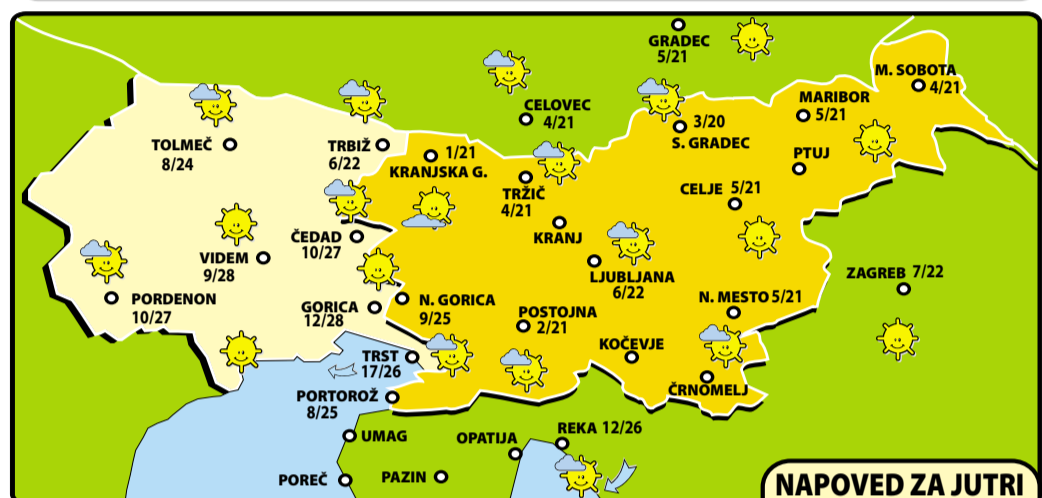 GRADEC
5/21
M. SOBOTA
4/21
MARIBOR
5/21
CELOVEC
4/21
3/20
S. GRADEC
TOLMEČ
8/24
TRBIŽ
6/22
1/21
KRANJSKA G.
PTUJ
TRŽIČ
4/21
CELJE 5/21
KRANJ
ČEDAD
10/27
VIDEM
9/28
LJUBLJANA
6/22
ZAGREB 7/22
PORDENON
10/27
GORICA
12/28
N. GORICA
9/25
POSTOJNA
2/21
N. MESTO 5/21
KOČEVJE
TRST
17/26
ČRNOMELJ
PORTOROŽ
8/25
UMAG
OPATIJA
REKA 12/26
POREČ
PAZIN
NAPOVED ZA JUTRI